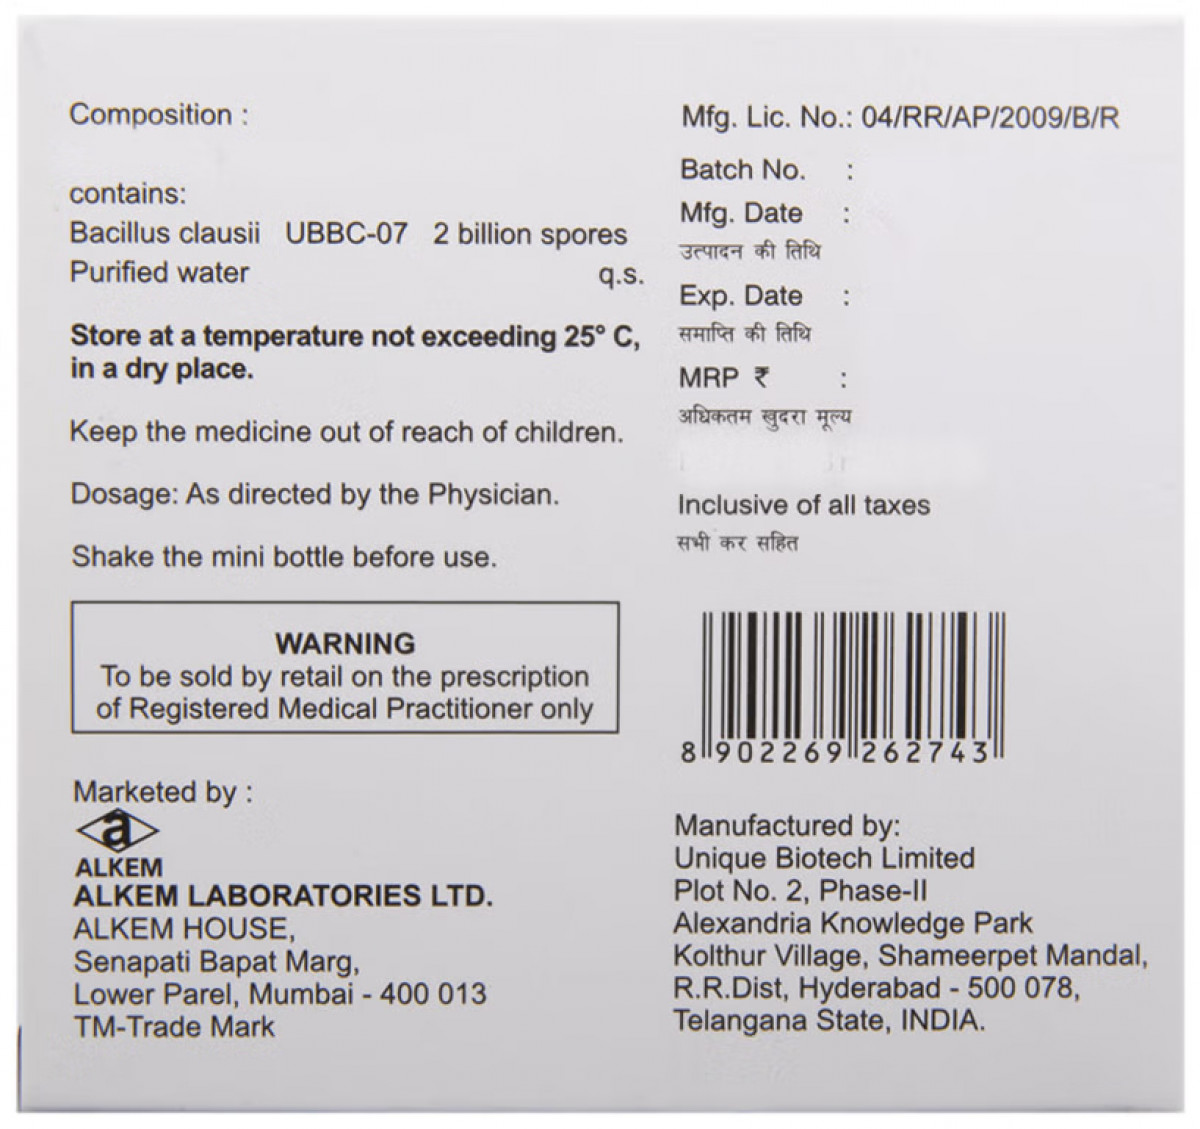 Composition :
contains:
Bacillus clausii UBBC-07 2 billion spores
Purified water q.s.
Store at a temperature not exceeding 25° C,
in a dry place.
Keep the medicine out of reach of children.
Dosage: As directed by the Physician.
Shake the mini bottle before use.
WARNING
To be sold by retail on the prescription
of Registered Medical Practitioner only
Marketed by :
a
ALKEM
ALKEM LABORATORIES LTD.
ALKEM HOUSE,
Senapati Bapat Marg,
Lower Parel, Mumbai - 400 013
TM-Trade Mark
Mfg. Lic. No.: 04/RR/AP/2009/B/R
Batch No. :
Mfg. Date :
उत्पादन की तिथि
Exp. Date :
समाप्ति की तिथि
MRP ₹ :
अधिकतम खुदरा मूल्य
Inclusive of all taxes
सभी कर सहित
8 902269 262743
Manufactured by:
Unique Biotech Limited
Plot No. 2, Phase-II
Alexandria Knowledge Park
Kolthur Village, Shameerpet Mandal,
R.R.Dist, Hyderabad - 500 078,
Telangana State, INDIA.